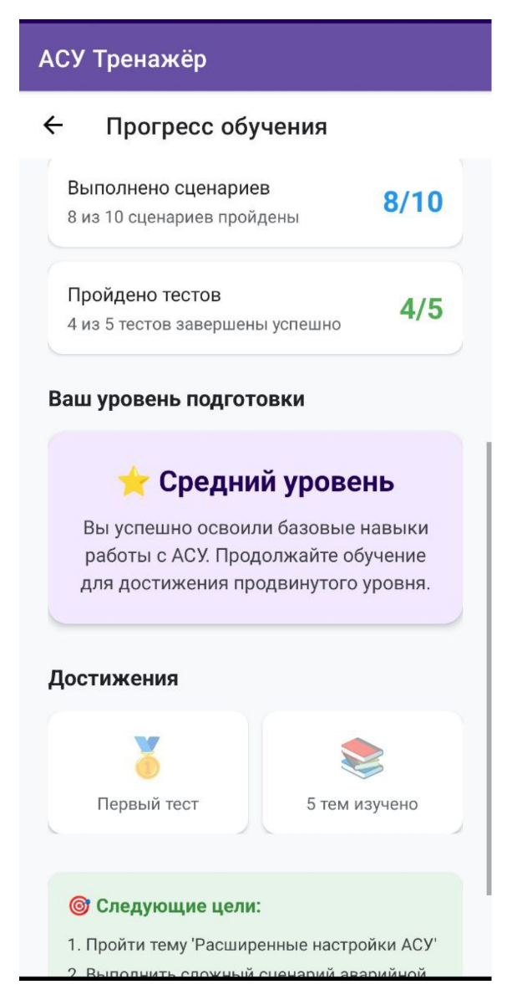 АСУ Тренажёр
Прогресс обучения
Выполнено сценариев
8 из 10 сценариев пройдены
8/10
Пройдено тестов
4 из 5 тестов завершены успешно
4/5
Ваш уровень подготовки
Средний уровень
Вы успешно освоили базовые навыки
работы с АСУ. Продолжайте обучение
для достижения продвинутого уровня.
Достижения
1
Первый тест
5 тем изучено
Следующие цели:
1. Пройти тему 'Расширенные настройки АСУ'
2. Выполнить сложный сценарий аварийной